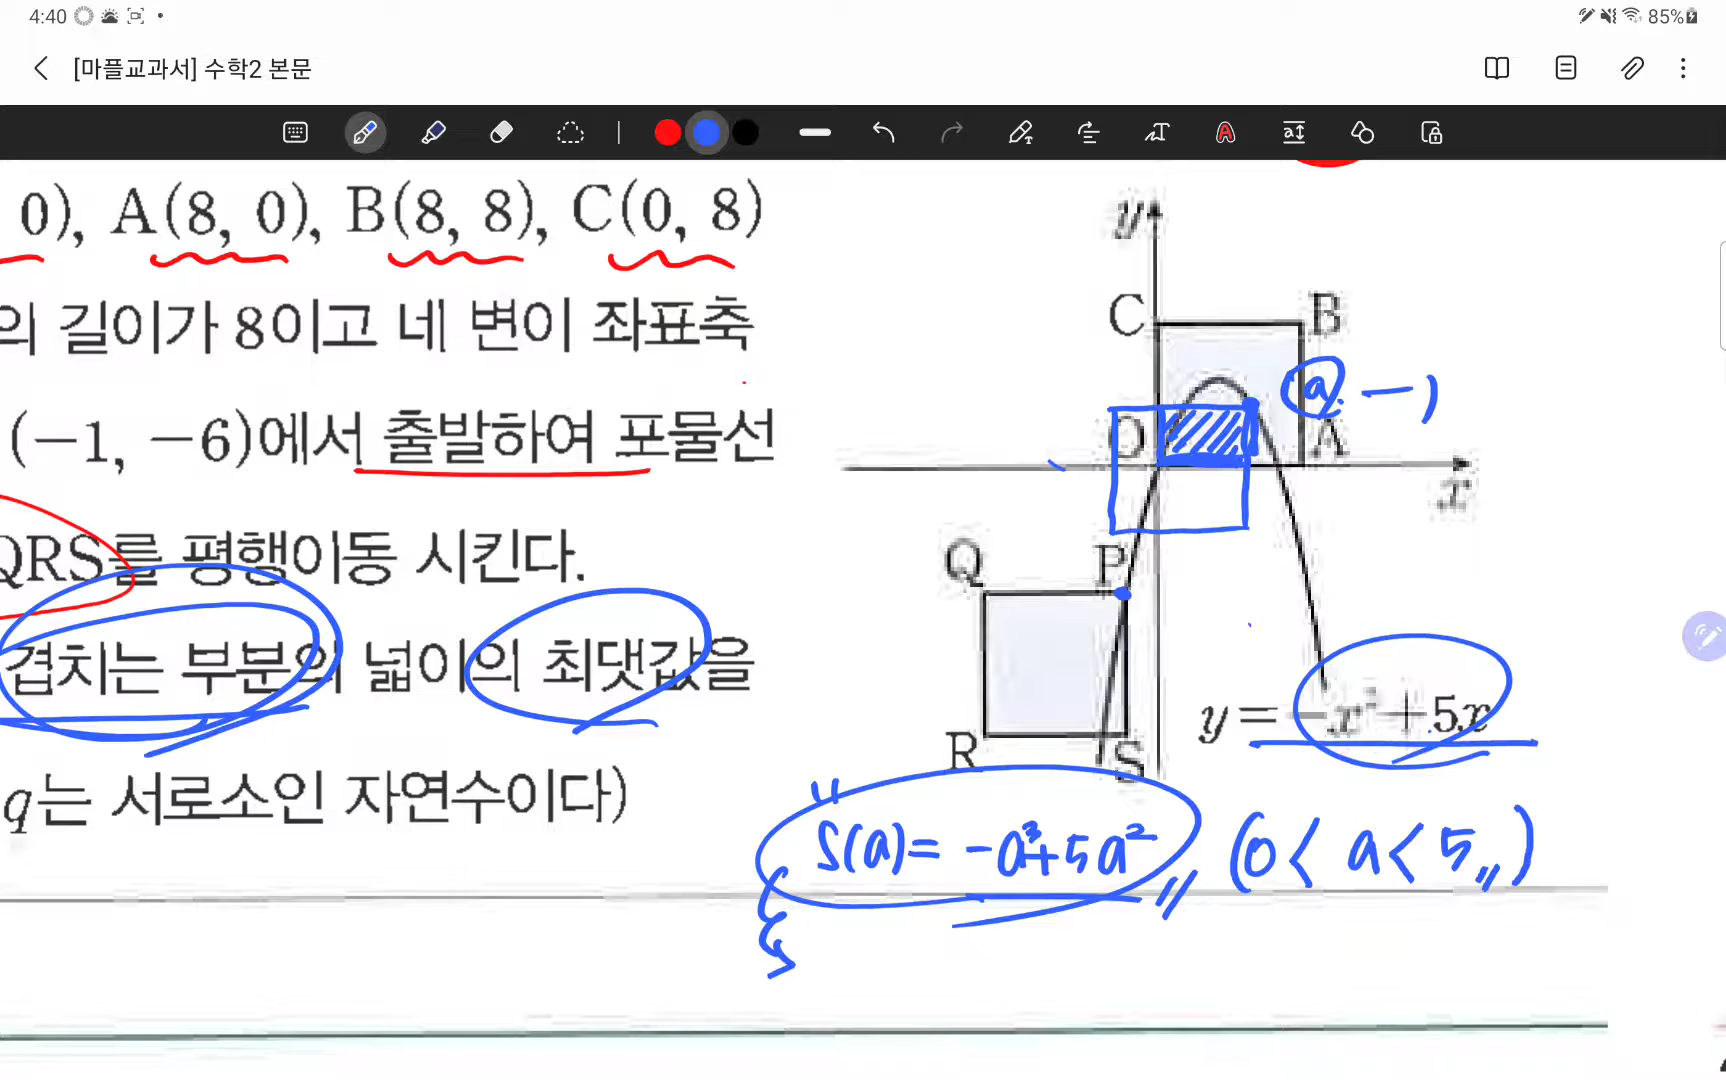 4:40
85%
[마플교과서] 수학2 본문
0), A(8, 0), B(8, 8), C(0, 8)
의 길이가 8이고 네 변이 좌표축
(-1, -6)에서 출발하여 포물선
QRS를 평행이동 시킨다.
겹치는 부분의 넓이의 최댓값을
q는 서로소인 자연수이다)
y
C
B
a - 1
O
A
x
Q
P
R
S
y=-x²+5x
S(a)= -a³+5a² (0<a<5)